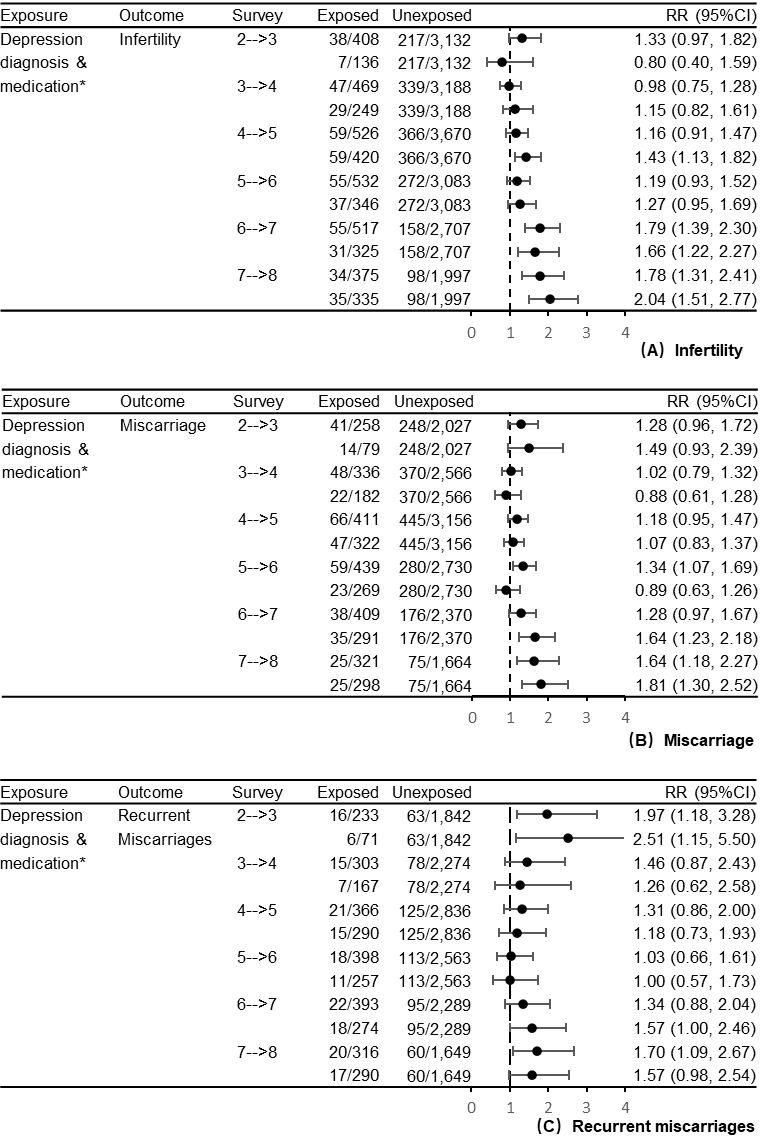 Exposure Outcome Survey Exposed Unexposed RR (95%CI)
Depression Infertility 2-->3 38/408 217/3,132 1.33 (0.97, 1.82)
diagnosis & 7/136 217/3,132 0.80 (0.40, 1.59)
medication* 3-->4 47/469 339/3,188 0.98 (0.75, 1.28)
29/249 339/3,188 1.15 (0.82, 1.61)
4-->5 59/526 366/3,670 1.16 (0.91, 1.47)
59/420 366/3,670 1.43 (1.13, 1.82)
5-->6 55/532 272/3,083 1.19 (0.93, 1.52)
37/346 272/3,083 1.27 (0.95, 1.69)
6-->7 55/517 158/2,707 1.79 (1.39, 2.30)
31/325 158/2,707 1.66 (1.22, 2.27)
7-->8 34/375 98/1,997 1.78 (1.31, 2.41)
35/335 98/1,997 2.04 (1.51, 2.77)
0 1 2 3 4
(A) Infertility
Exposure Outcome Survey Exposed Unexposed RR (95%CI)
Depression Miscarriage 2-->3 41/258 248/2,027 1.28 (0.96, 1.72)
diagnosis & 14/79 248/2,027 1.49 (0.93, 2.39)
medication* 3-->4 48/336 370/2,566 1.02 (0.79, 1.32)
22/182 370/2,566 0.88 (0.61, 1.28)
4-->5 66/411 445/3,156 1.18 (0.95, 1.47)
47/322 445/3,156 1.07 (0.83, 1.37)
5-->6 59/439 280/2,730 1.34 (1.07, 1.69)
23/269 280/2,730 0.89 (0.63, 1.26)
6-->7 38/409 176/2,370 1.28 (0.97, 1.67)
35/291 176/2,370 1.64 (1.23, 2.18)
7-->8 25/321 75/1,664 1.64 (1.18, 2.27)
25/298 75/1,664 1.81 (1.30, 2.52)
0 1 2 3 4
(B) Miscarriage
Exposure Outcome Survey Exposed Unexposed RR (95%CI)
Depression Recurrent 2-->3 16/233 63/1,842 1.97 (1.18, 3.28)
diagnosis & Miscarriages 6/71 63/1,842 2.51 (1.15, 5.50)
medication* 3-->4 15/303 78/2,274 1.46 (0.87, 2.43)
7/167 78/2,274 1.26 (0.62, 2.58)
4-->5 21/366 125/2,836 1.31 (0.86, 2.00)
15/290 125/2,836 1.18 (0.73, 1.93)
5-->6 18/398 113/2,563 1.03 (0.66, 1.61)
11/257 113/2,563 1.00 (0.57, 1.73)
6-->7 22/393 95/2,289 1.34 (0.88, 2.04)
18/274 95/2,289 1.57 (1.00, 2.46)
7-->8 20/316 60/1,649 1.70 (1.09, 2.67)
17/290 60/1,649 1.57 (0.98, 2.54)
0 1 2 3 4
(C) Recurrent miscarriages